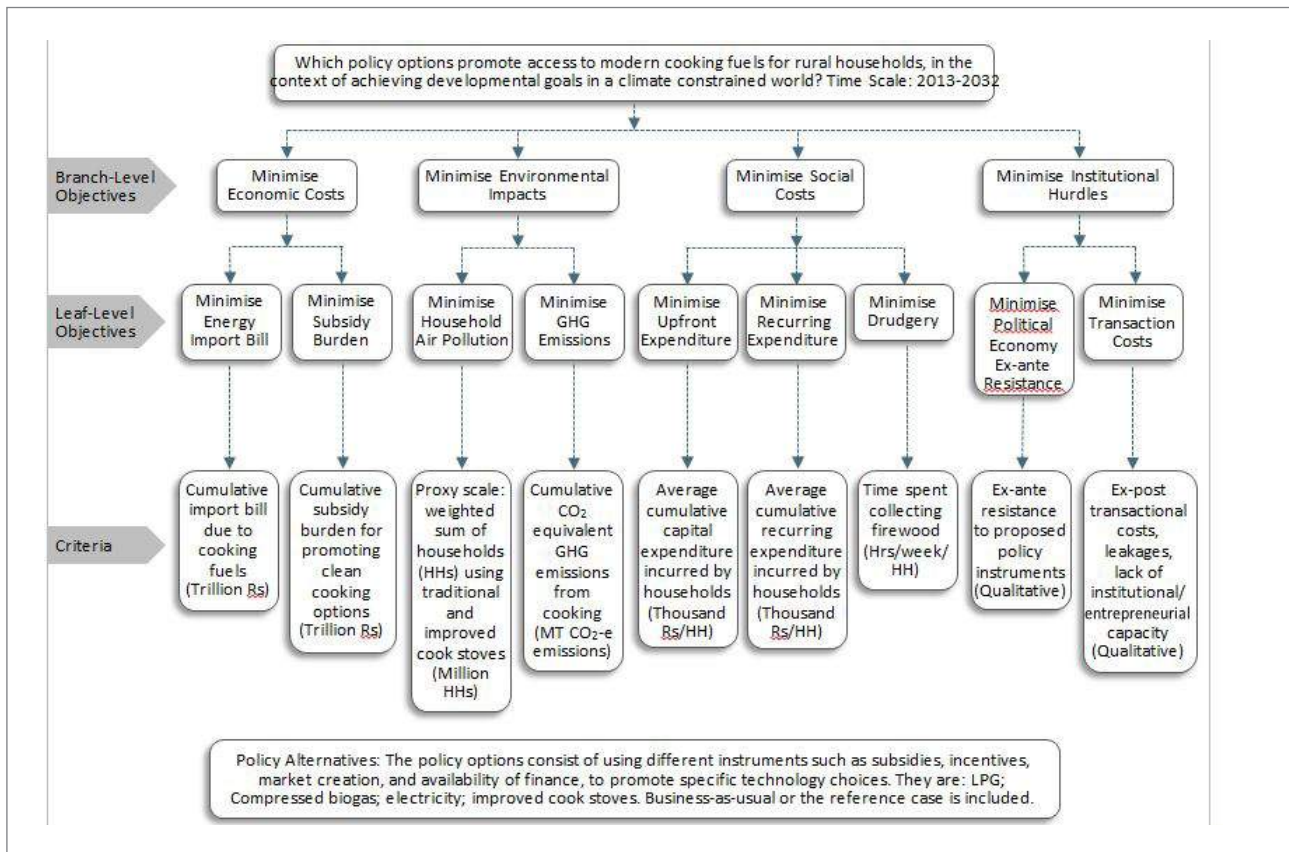 Which policy options promote access to modern cooking fuels for rural households, in the
context of achieving developmental goals in a climate constrained world? Time Scale: 2013-2032
Branch-Level
Objectives
Minimise
Economic Costs
Minimise Environmental
Impacts
Minimise Social
Costs
Minimise Institutional
Hurdles
Leaf-Level
Objectives
Minimise
Energy
Import Bill
Minimise
Subsidy
Burden
Minimise
Household
Air Pollution
Minimise
GHG
Emissions
Minimise
Upfront
Expenditure
Minimise
Recurring
Expenditure
Minimise
Drudgery
Minimise
Political
Economy
Ex-ante
Resistance
Minimise
Transaction
Costs
Criteria
Cumulative
import bill
due to
cooking
fuels
(Trillion Rs)
Cumulative
subsidy
burden for
promoting
clean
cooking
options
(Trillion Rs)
Proxy scale:
weighted
sum of
households
(HHs) using
traditional
and
improved
cook stoves
(Million
HHs)
Cumulative
CO₂
equivalent
GHG
emissions
from
cooking
(MT CO₂-e
emissions)
Average
cumulative
capital
expenditure
incurred by
households
(Thousand
Rs/HH)
Average
cumulative
recurring
expenditure
incurred by
households
(Thousand
Rs/HH)
Time spent
collecting
firewood
(Hrs/week/
HH)
Ex-ante
resistance
to proposed
policy
instruments
(Qualitative)
Ex-post
transactional
costs,
leakages,
lack of
institutional/
entrepreneurial
capacity
(Qualitative)
Policy Alternatives: The policy options consist of using different instruments such as subsidies, incentives,
market creation, and availability of finance, to promote specific technology choices. They are: LPG;
Compressed biogas; electricity; improved cook stoves. Business-as-usual or the reference case is included.